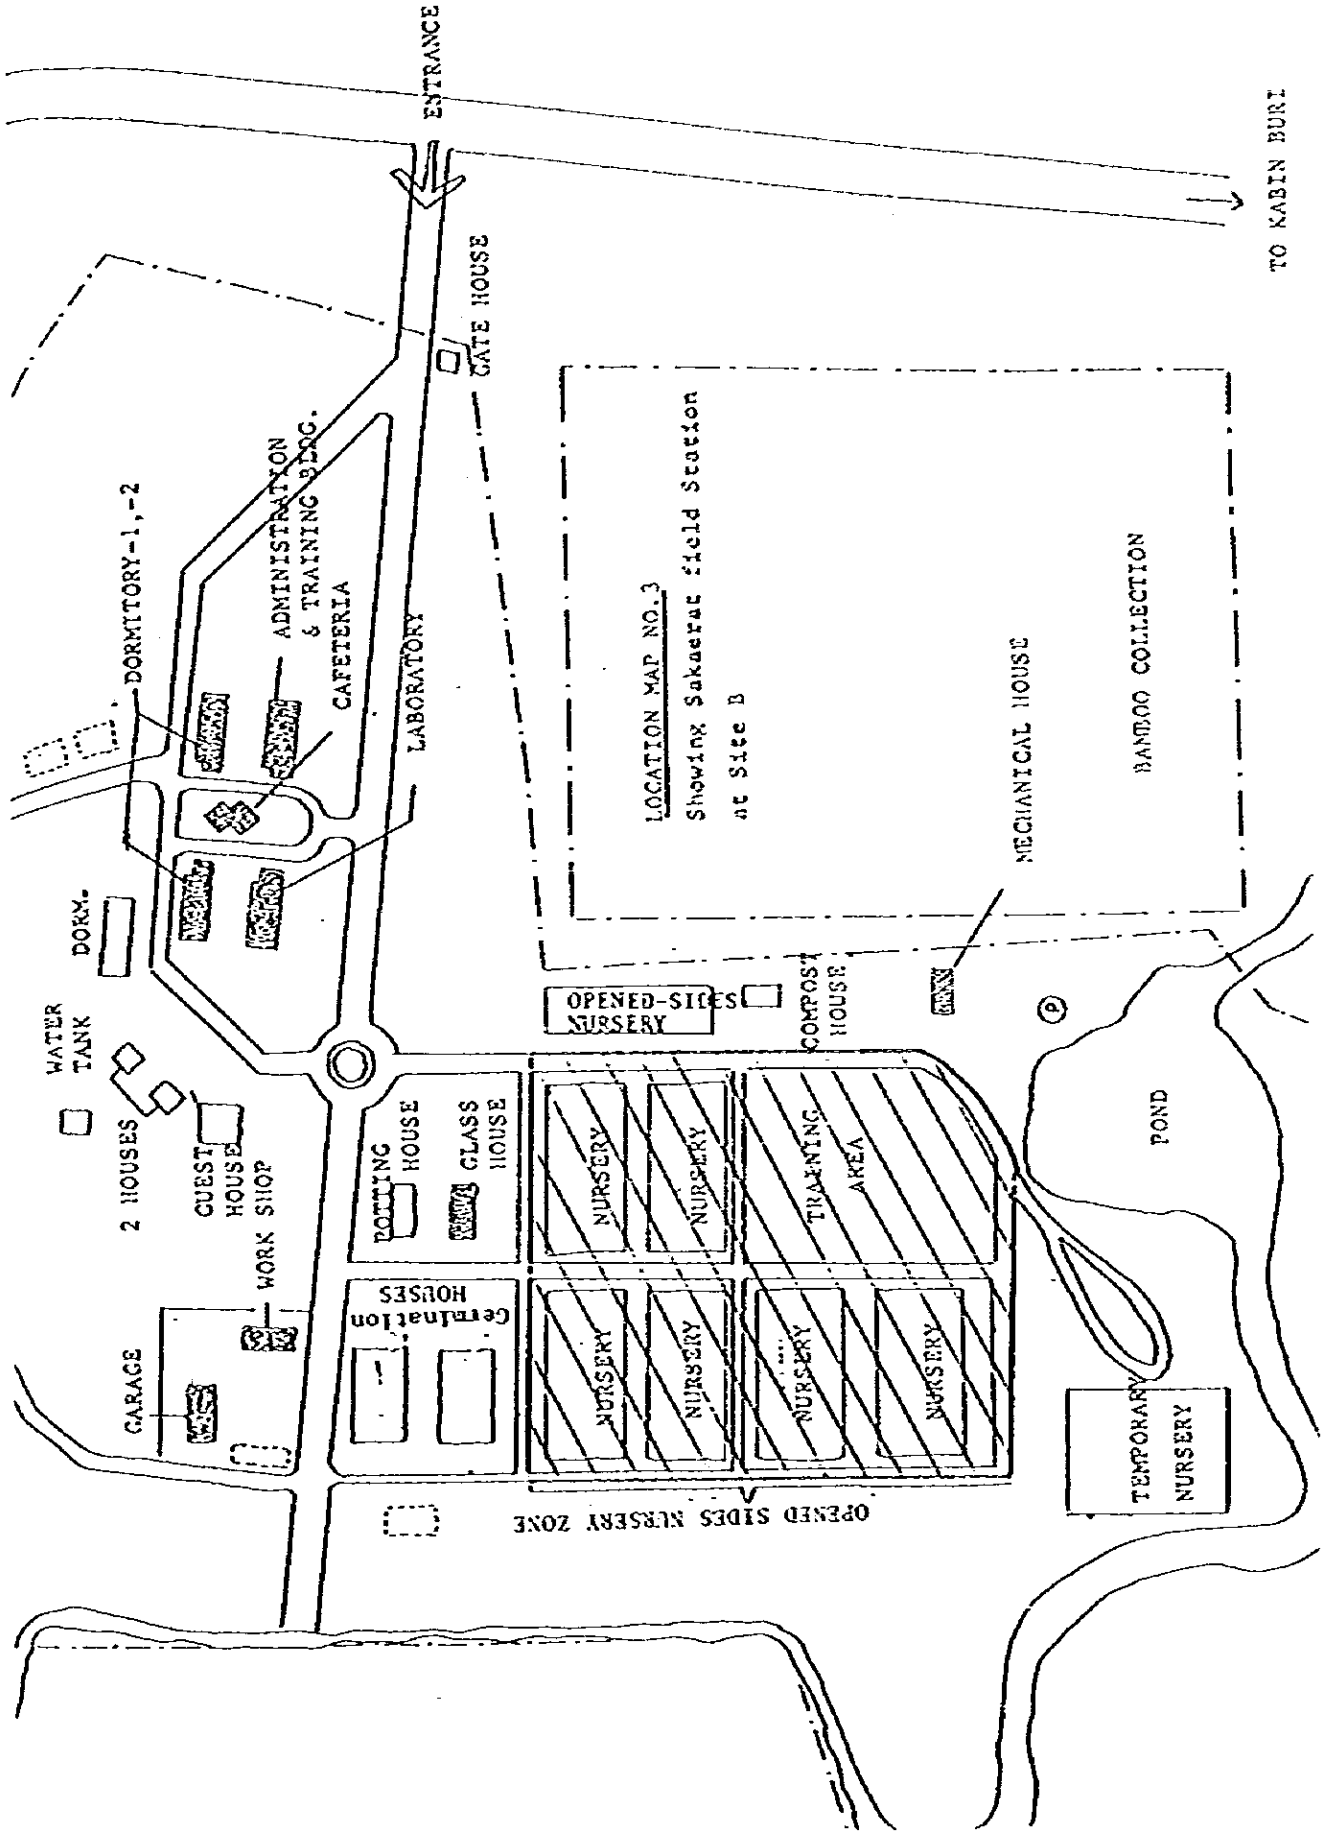 ENTRANCE
TO KABIN BURI
GATE HOUSE
DORMITORY-1,-2
ADMINISTRATION
& TRAINING BLDG.
CAFETERIA
LABORATORY
LOCATION MAP NO.3
Showing Sakaerat field Station
at Site B
MECHANICAL HOUSE
BAMBOO COLLECTION
DORM.
WATER
TANK
2 HOUSES
GUEST
HOUSE
WORK SHOP
GARAGE
OPENED-SIDES
NURSERY
COMPOST
HOUSE
P
POND
POTTING
HOUSE
GLASS
HOUSE
Germination
HOUSES
NURSERY
NURSERY
TRAINING
AREA
NURSERY
NURSERY
NURSERY
NURSERY
OPENED SIDES NURSERY ZONE
TEMPORARY
NURSERY